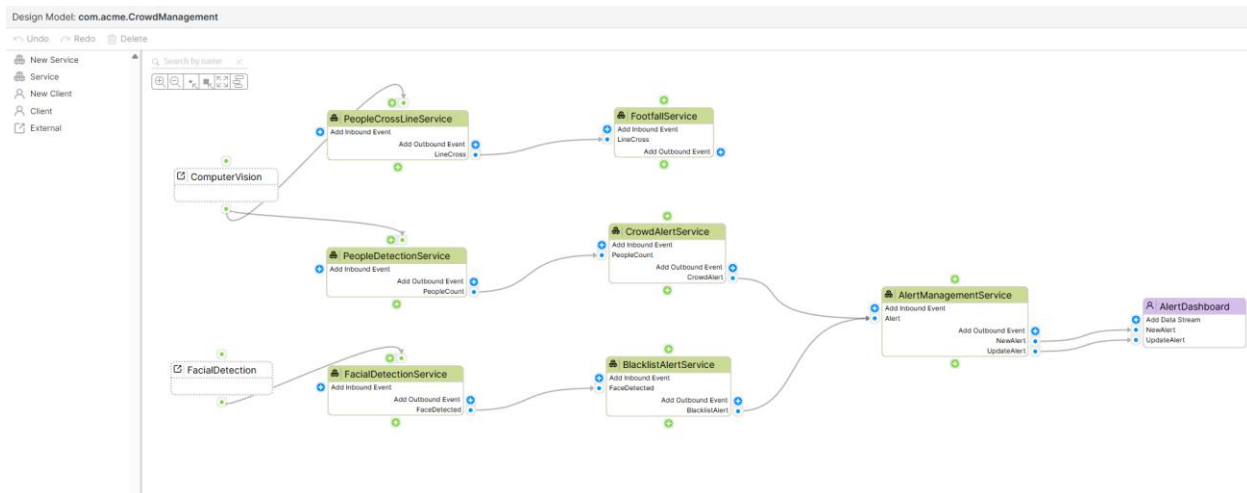 Design Model: com.acme.CrowdManagement
Undo Redo Delete
New Service
Service
New Client
Client
External
Search by name
PeopleCrossLineService
Add Inbound Event
Add Outbound Event
LineCross
FootfallService
Add Inbound Event
LineCross
Add Outbound Event
ComputerVision
PeopleDetectionService
Add Inbound Event
Add Outbound Event
PeopleCount
CrowdAlertService
Add Inbound Event
PeopleCount
Add Outbound Event
CrowdAlert
AlertManagementService
Add Inbound Event
Alert
Add Outbound Event
NewAlert
UpdateAlert
AlertDashboard
Add Data Stream
NewAlert
UpdateAlert
FacialDetection
FacialDetectionService
Add Inbound Event
Add Outbound Event
FaceDetected
BlacklistAlertService
Add Inbound Event
FaceDetected
Add Outbound Event
BlacklistAlert